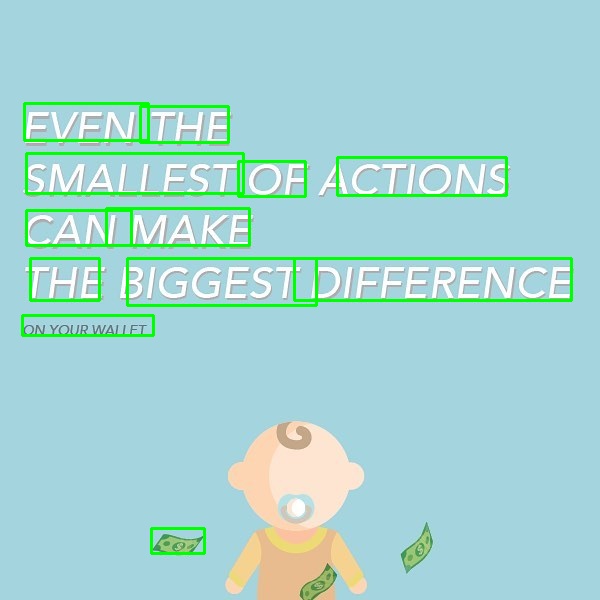 EVEN THE
SMALLEST OF ACTIONS
CAN MAKE
THE BIGGEST DIFFERENCE
ON YOUR WALLET